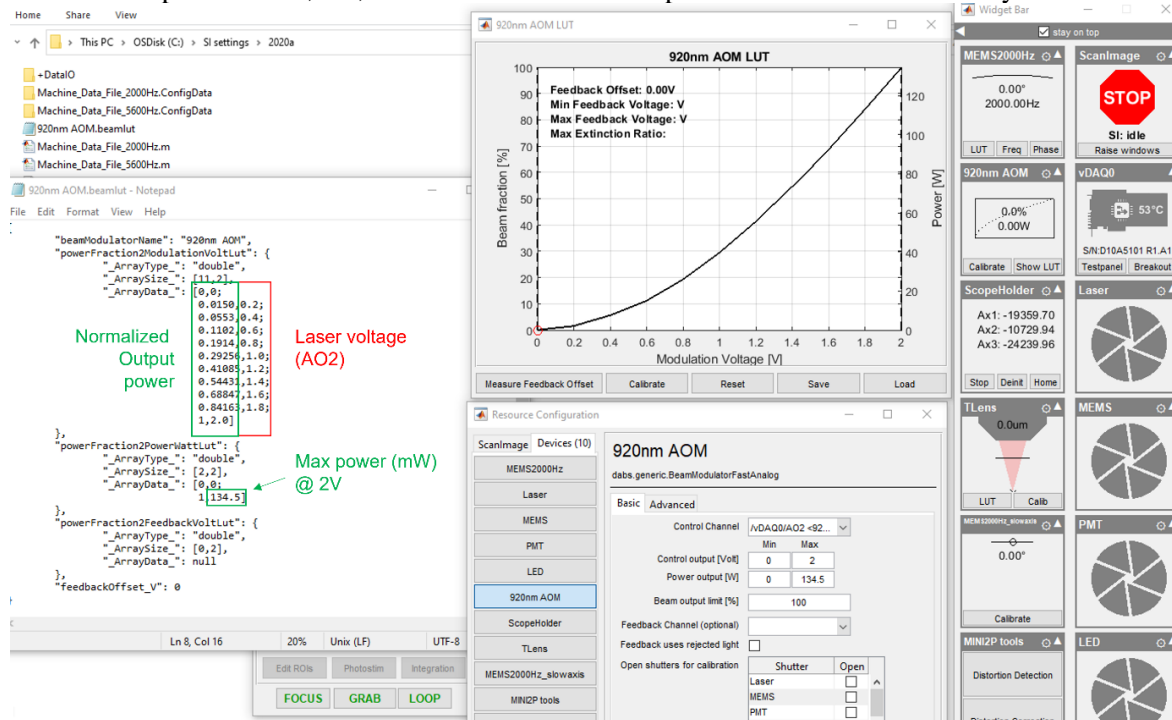 Home Share View
This PC > OSDisk (C:) > SI settings > 2020a
+DataIO
Machine_Data_File_2000Hz.ConfigData
Machine_Data_File_5600Hz.ConfigData
920nm AOM.beamlut
Machine_Data_File_2000Hz.m
Machine_Data_File_5600Hz.m
920nm AOM.beamlut - Notepad
File Edit Format View Help
"beamModulatorName": "920nm AOM",
"powerFraction2ModulationVoltLut": {
"_ArrayType_": "double",
"_ArraySize_": [11,2],
"_ArrayData_": [0,0;
0.0150,0.2;
0.0553,0.4;
0.1102,0.6;
0.1914,0.8;
0.29256,1.0;
0.41085,1.2;
0.54431,1.4;
0.68847,1.6;
0.84163,1.8;
1,2.0]
},
"powerFraction2PowerWattLut": {
"_ArrayType_": "double",
"_ArraySize_": [2,2],
"_ArrayData_": [0,0;
1,134.5]
},
"powerFraction2FeedbackVoltLut": {
"_ArrayType_": "double",
"_ArraySize_": [0,2],
"_ArrayData_": null
},
"feedbackOffset_V": 0
Normalized
Output
power
Laser voltage
(AO2)
Max power (mW)
@ 2V
Ln 8, Col 16 20% Unix (LF) UTF-8
Edit ROIs Photostim Integration
FOCUS GRAB LOOP
920nm AOM LUT
920nm AOM LUT
Feedback Offset: 0.00V
Min Feedback Voltage: V
Max Feedback Voltage: V
Max Extinction Ratio:
Beam fraction [%]
100
90
80
70
60
50
40
30
20
10
0
0 0.2 0.4 0.6 0.8 1 1.2 1.4 1.6 1.8 2
Modulation Voltage [V]
120
100
80
60
40
20
0
Power [W]
Measure Feedback Offset Calibrate Reset Save Load
Resource Configuration
ScanImage Devices (10)
MEMS2000Hz
Laser
MEMS
PMT
LED
920nm AOM
ScopeHolder
TLens
MEMS2000Hz_slowaxis
MINI2P tools
920nm AOM
dabs.generic.BeamModulatorFastAnalog
Basic Advanced
Control Channel /vDAQ0/AO2 <92...
Min Max
Control output [Volt] 0 2
Power output [W] 0 134.5
Beam output limit [%] 100
Feedback Channel (optional)
Feedback uses rejected light
Open shutters for calibration Shutter Open
Laser
MEMS
PMT
Widget Bar
stay on top
MEMS2000Hz
0.00°
2000.00Hz
LUT Freq Phase
ScanImage
STOP
SI: idle
Raise windows
920nm AOM
0.0%
0.00W
Calibrate Show LUT
vDAQ0
53°C
S/N:D10A5101 R1.A1
Testpanel Breakout
ScopeHolder
Ax1: -19359.70
Ax2: -10729.94
Ax3: -24239.96
Stop Deinit Home
Laser
TLens
0.0um
LUT Calib
MEMS
MEMS2000Hz_slowaxis
0.00°
Calibrate
PMT
MINI2P tools
Distortion Detection
LED